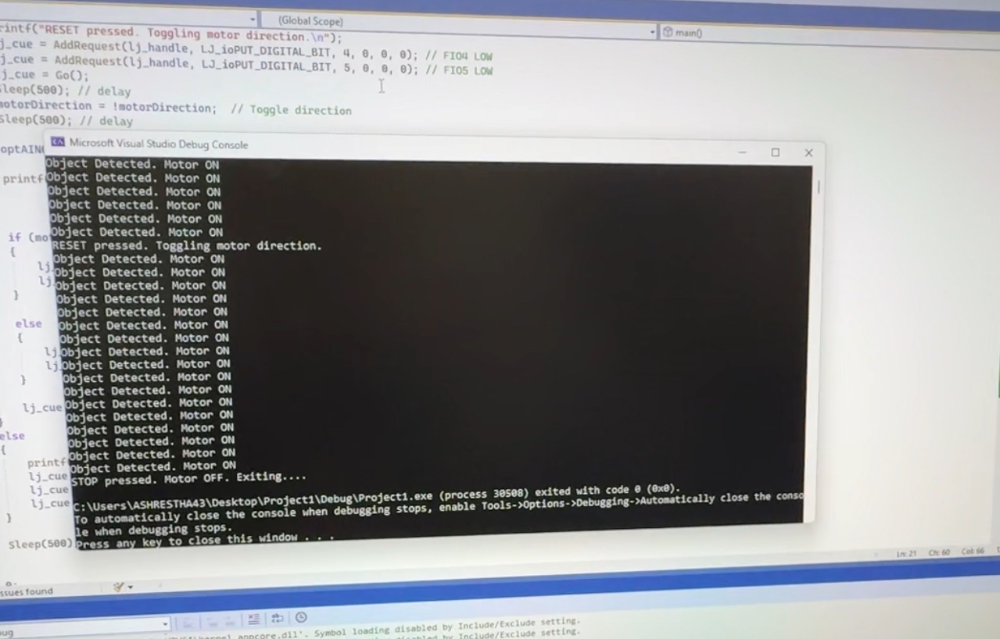 (Global Scope)
main()
rintf("RESET pressed. Toggling motor direction.\n");
j_cue = AddRequest(lj_handle, LJ_ioPUT_DIGITAL_BIT, 4, 0, 0, 0); // FIO4 LOW
j_cue = AddRequest(lj_handle, LJ_ioPUT_DIGITAL_BIT, 5, 0, 0, 0); // FIO5 LOW
j_cue = Go();
Sleep(500); // delay
motorDirection = !motorDirection; // Toggle direction
Sleep(500); // delay
optAIN
Microsoft Visual Studio Debug Console
Object Detected. Motor ON
printf
Object Detected. Motor ON
Object Detected. Motor ON
Object Detected. Motor ON
Object Detected. Motor ON
if (mo
Object Detected. Motor ON
{
RESET pressed. Toggling motor direction.
lj
Object Detected. Motor ON
Object Detected. Motor ON
lj
Object Detected. Motor ON
}
Object Detected. Motor ON
Object Detected. Motor ON
else
Object Detected. Motor ON
{
Object Detected. Motor ON
lj
Object Detected. Motor ON
lj
Object Detected. Motor ON
}
Object Detected. Motor ON
Object Detected. Motor ON
lj_cue
Object Detected. Motor ON
}
Object Detected. Motor ON
else
Object Detected. Motor ON
{
Object Detected. Motor ON
printf
Object Detected. Motor ON
lj_cue
Object Detected. Motor ON
lj_cue
STOP pressed. Motor OFF. Exiting....
lj_cue
C:\Users\ASHRESTHA43\Desktop\Project1\Debug\Project1.exe (process 30508) exited with code 0 (0x0).
}
To automatically close the console when debugging stops, enable Tools->Options->Debugging->Automatically close the conso
le when debugging stops.
Sleep(500)
Press any key to close this window . . .
Ln: 21 Ch: 60 Col: 66
ssues found
ug
appcore.dll'. Symbol loading disabled by Include/Exclude setting.
disabled by Include/Exclude setting.